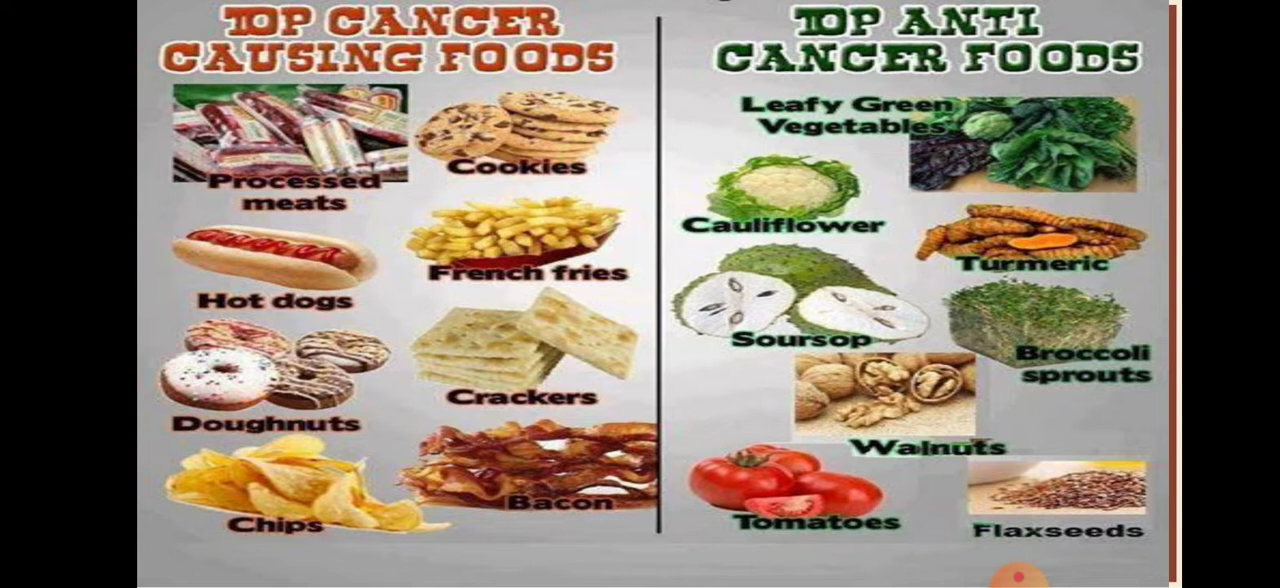 TOP CANCER
CAUSING FOODS
Processed
meats
Cookies
Hot dogs
French fries
Doughnuts
Crackers
Chips
Bacon
TOP ANTI
CANCER FOODS
Leafy Green
Vegetables
Cauliflower
Turmeric
Soursop
Broccoli
sprouts
Walnuts
Tomatoes
Flaxseeds